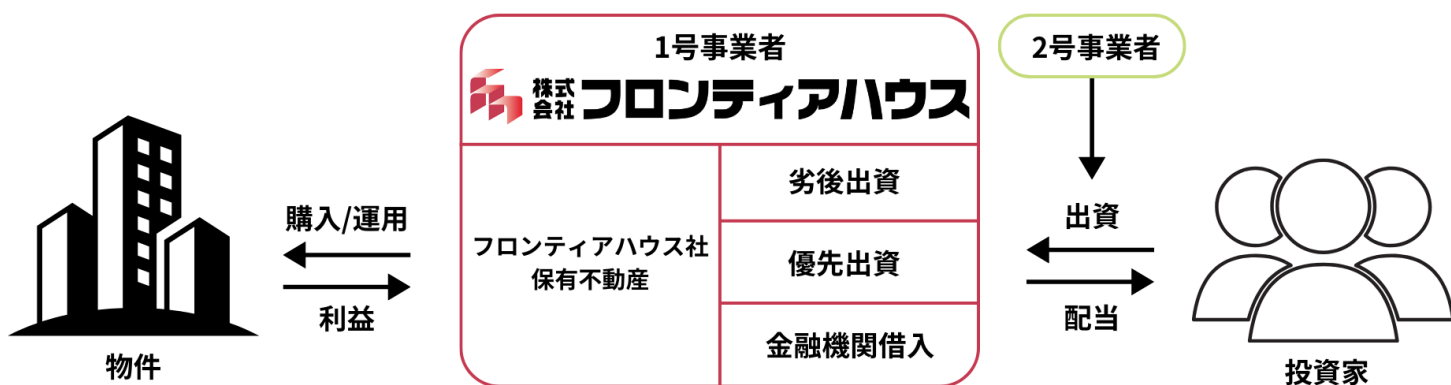 1号事業者
株式会社フロンティアハウス
2号事業者
劣後出資
購入/運用
フロンティアハウス社
保有不動産
優先出資
出資
利益
配当
金融機関借入
物件
投資家